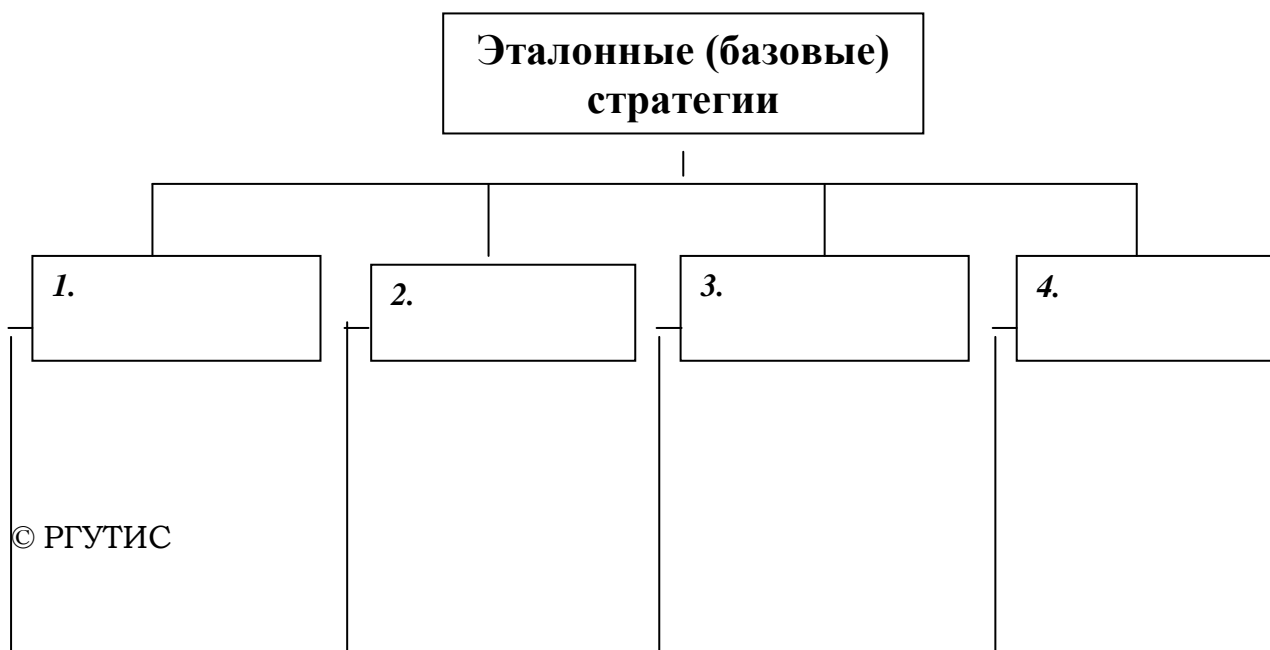 Эталонные (базовые)
стратегии
1.
2.
3.
4.
© РГУТИС